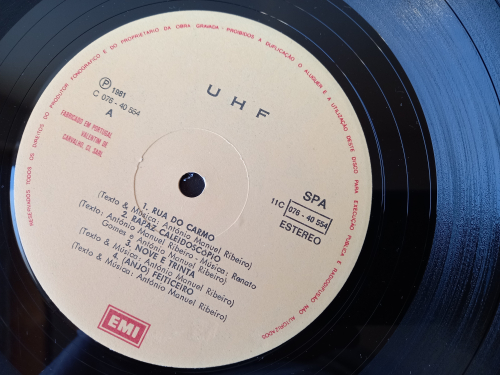 RESERVADOS TODOS OS DIREITOS DO PRODUTOR FONOGRÁFICO E DO PROPRIETÁRIO DA OBRA GRAVADA - PROIBIDOS A DUPLICAÇÃO O ALUGUER E A UTILIZAÇÃO DESTE DISCO PARA EXECUÇÃO PÚBLICA E RADIODIFUSÃO NÃO AUTORIZADOS
UHF
Ⓟ 1981
C 078 - 40 554
A
FABRICADO EM PORTUGAL
VALENTIM DE
CARVALHO, CI, SARL
SPA
11C 078 - 40 554
ESTEREO
1. RUA DO CARMO
(Texto & Música: António Manuel Ribeiro)
2. RAPAZ CALEIDOSCÓPIO
(Texto: António Manuel Ribeiro - Música: Renato
Gomes e António Manuel Ribeiro)
3. NOVE E TRINTA
(Texto & Música: António Manuel Ribeiro)
4. (ANJO) FEITICEIRO
(Texto & Música: António Manuel Ribeiro)
EMI